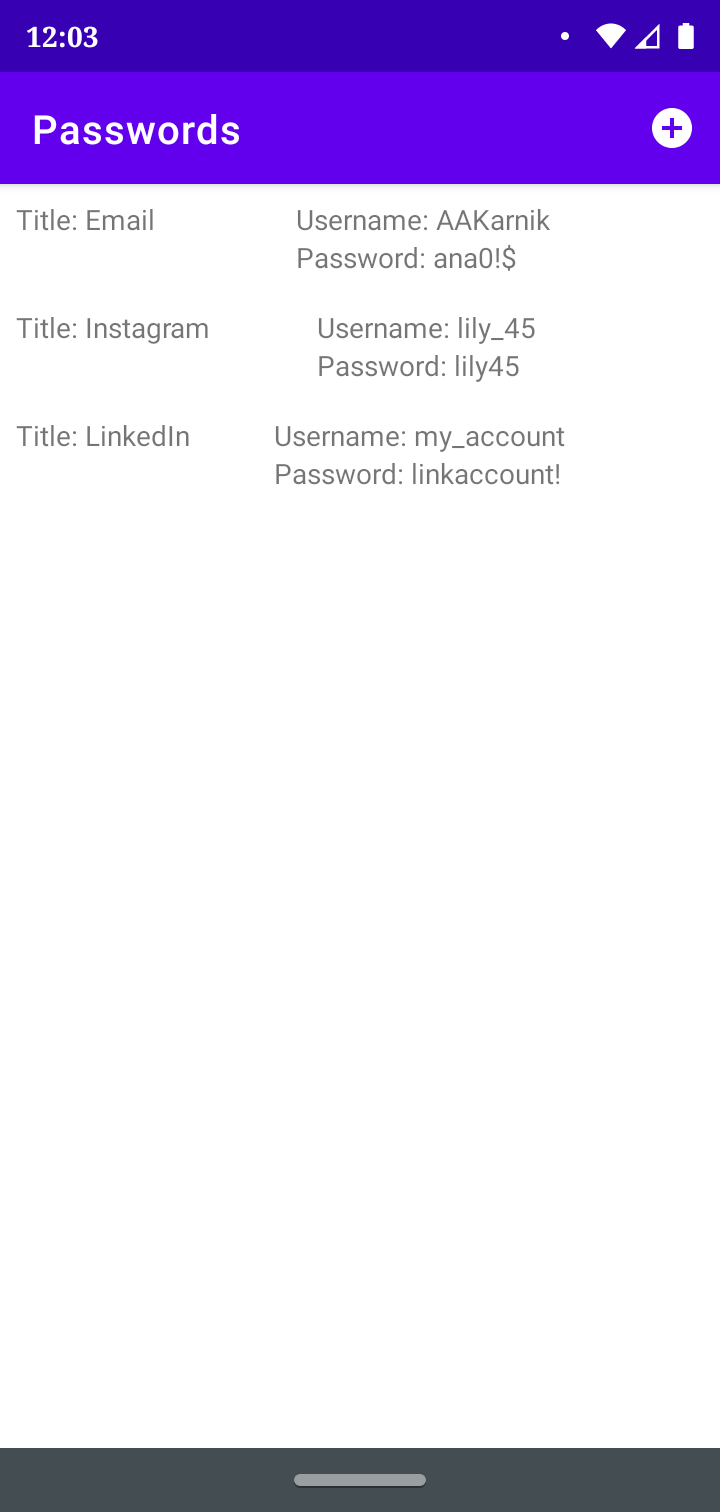 12:03
Passwords
Title: Email
Username: AAKarnik
Password: ana0!$
Title: Instagram
Username: lily_45
Password: lily45
Title: LinkedIn
Username: my_account
Password: linkaccount!